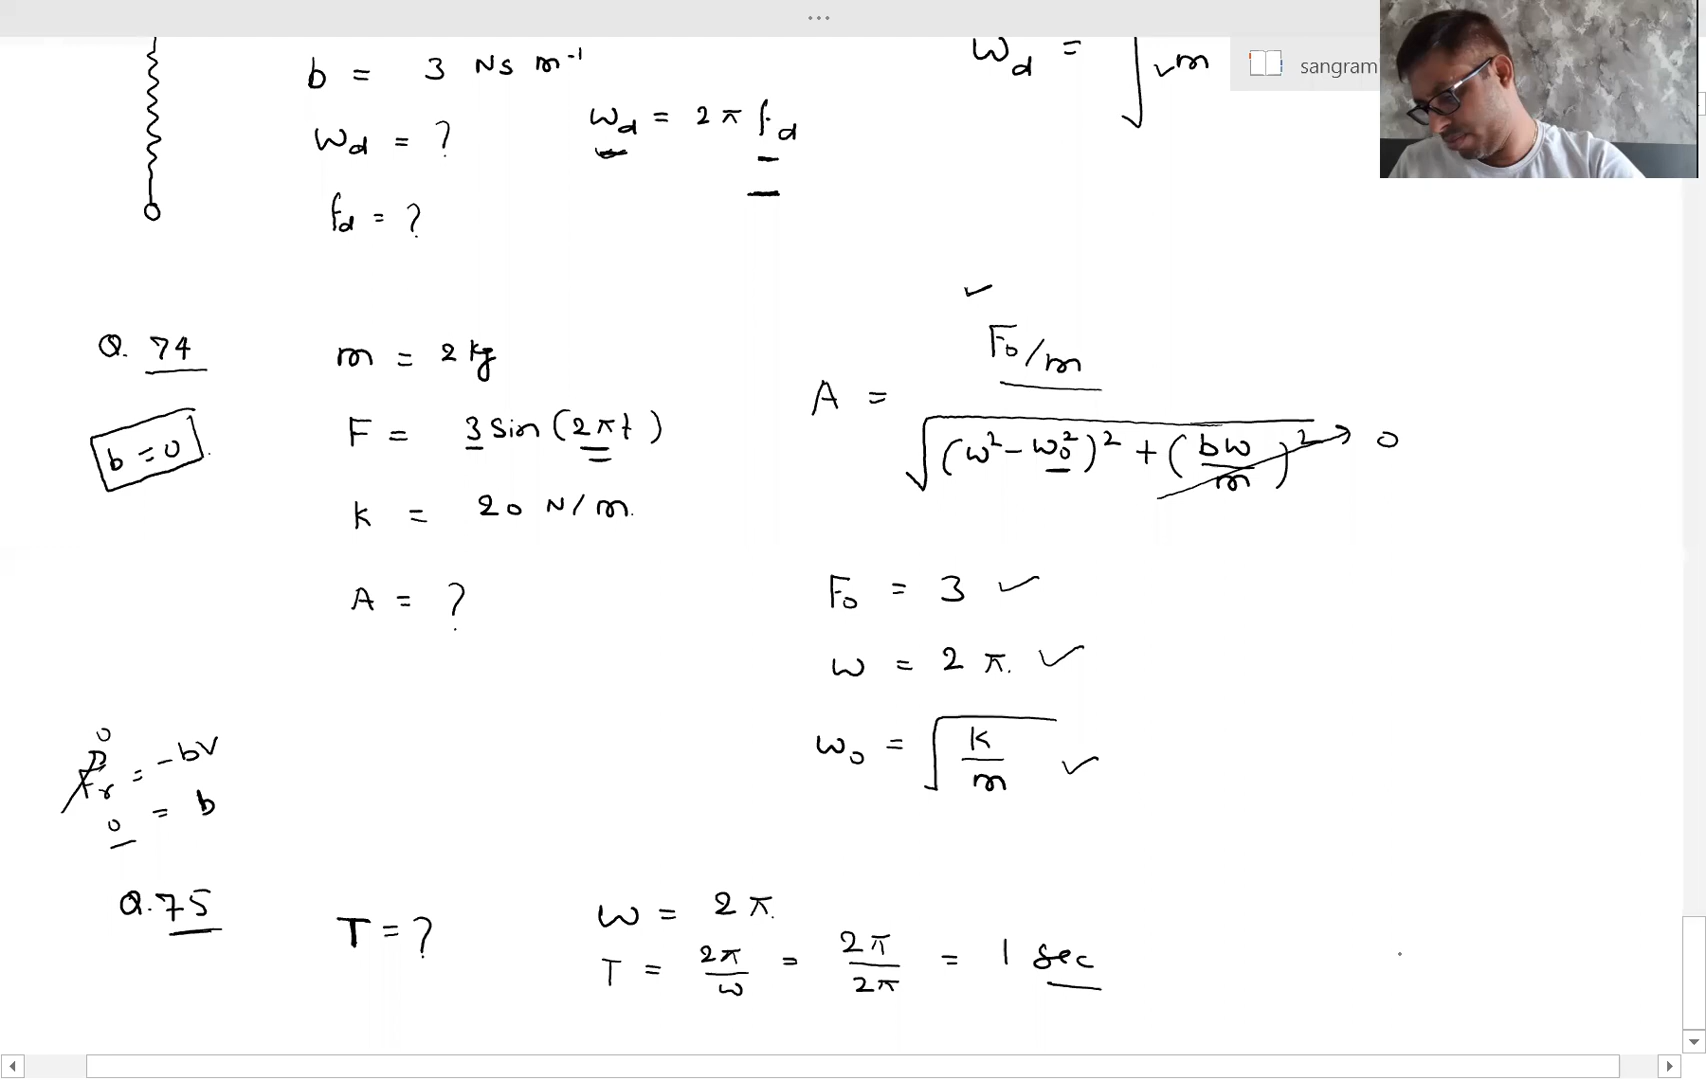 b = 3 Ns m⁻¹
ω_d = ?
ω_d = 2π f_d
f_d = ?
ω_d = √
m
sangram
Q. 74
b = 0
m = 2 kg
F = 3 Sin (2πt)
k = 20 N/m.
A = ?
A = (F₀/m) / √((ω² - ω₀²)² + (bω/m)²) → 0
F₀ = 3 ✓
ω = 2π. ✓
ω₀ = √(k/m) ✓
0
F_r = -bv
0 = b
Q. 75
T = ?
ω = 2π.
T = 2π/ω = 2π/2π = 1 sec